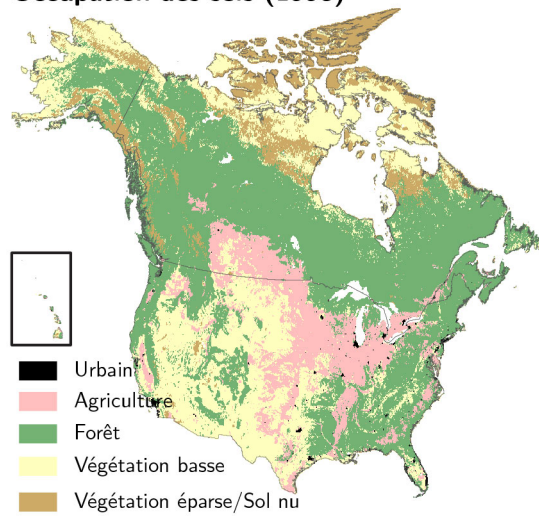 Urbain
Agriculture
Forêt
Végétation basse
Végétation éparse/Sol nu